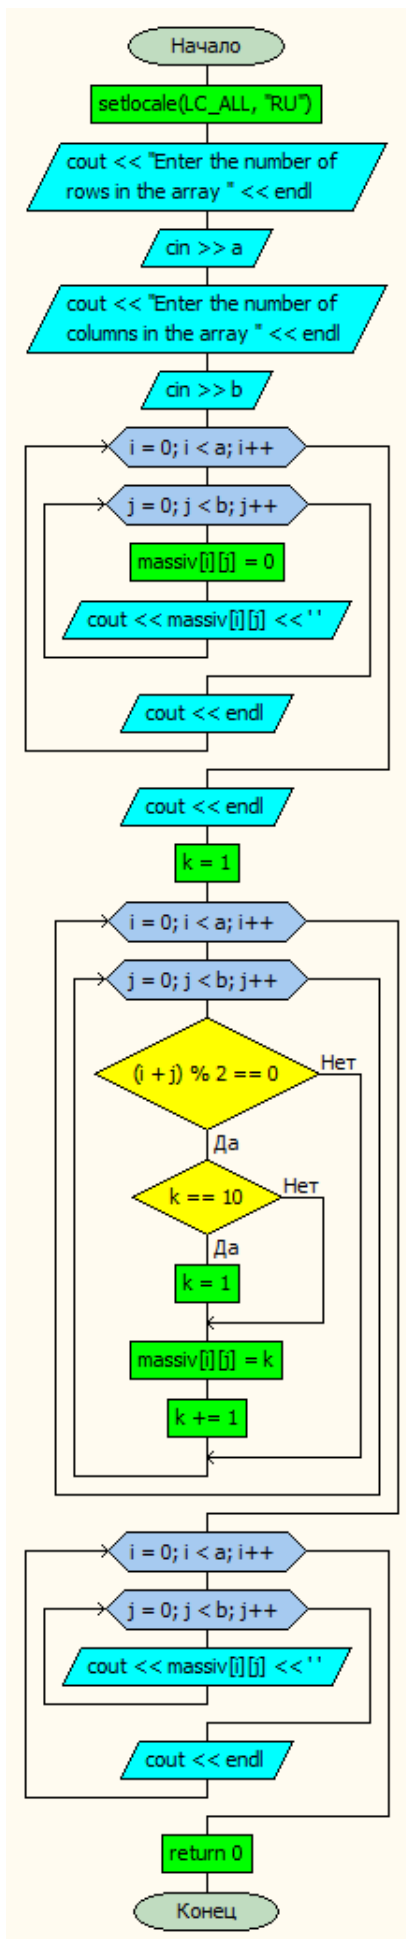 Начало
setlocale(LC_ALL, "RU")
cout << "Enter the number of
rows in the array " << endl
cin >> a
cout << "Enter the number of
columns in the array " << endl
cin >> b
i = 0; i < a; i++
j = 0; j < b; j++
massiv[i][j] = 0
cout << massiv[i][j] << ' '
cout << endl
cout << endl
k = 1
i = 0; i < a; i++
j = 0; j < b; j++
(i + j) % 2 == 0
Нет
Да
k == 10
Нет
Да
k = 1
massiv[i][j] = k
k += 1
i = 0; i < a; i++
j = 0; j < b; j++
cout << massiv[i][j] << ' '
cout << endl
return 0
Конец